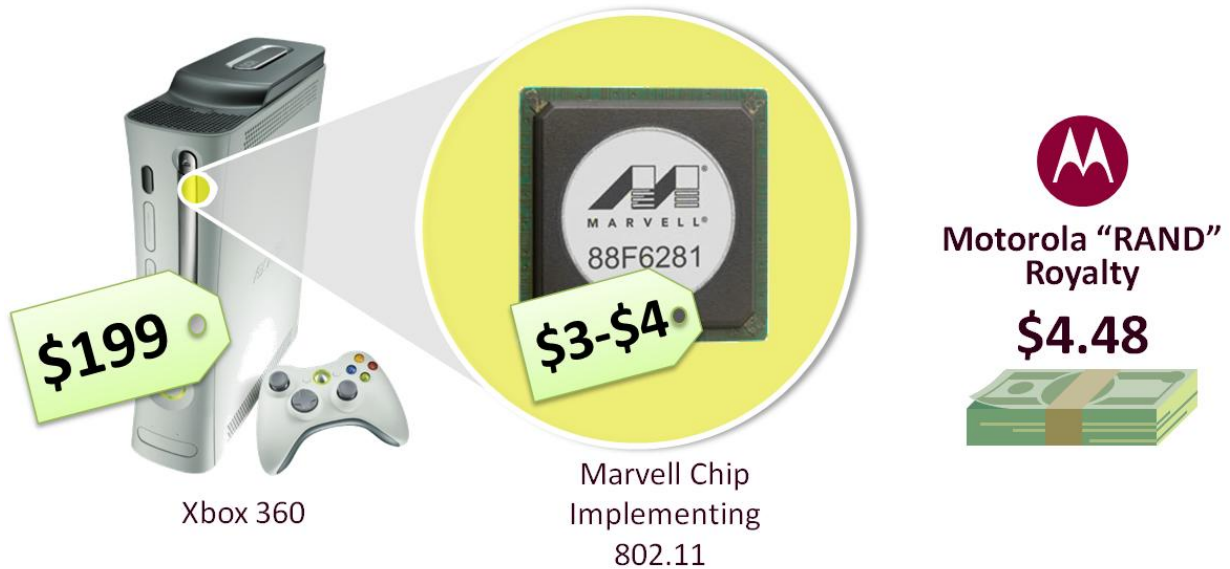 $199
Xbox 360
MARVELL®
88F6281
$3-$4
Marvell Chip
Implementing
802.11
Motorola “RAND”
Royalty
$4.48